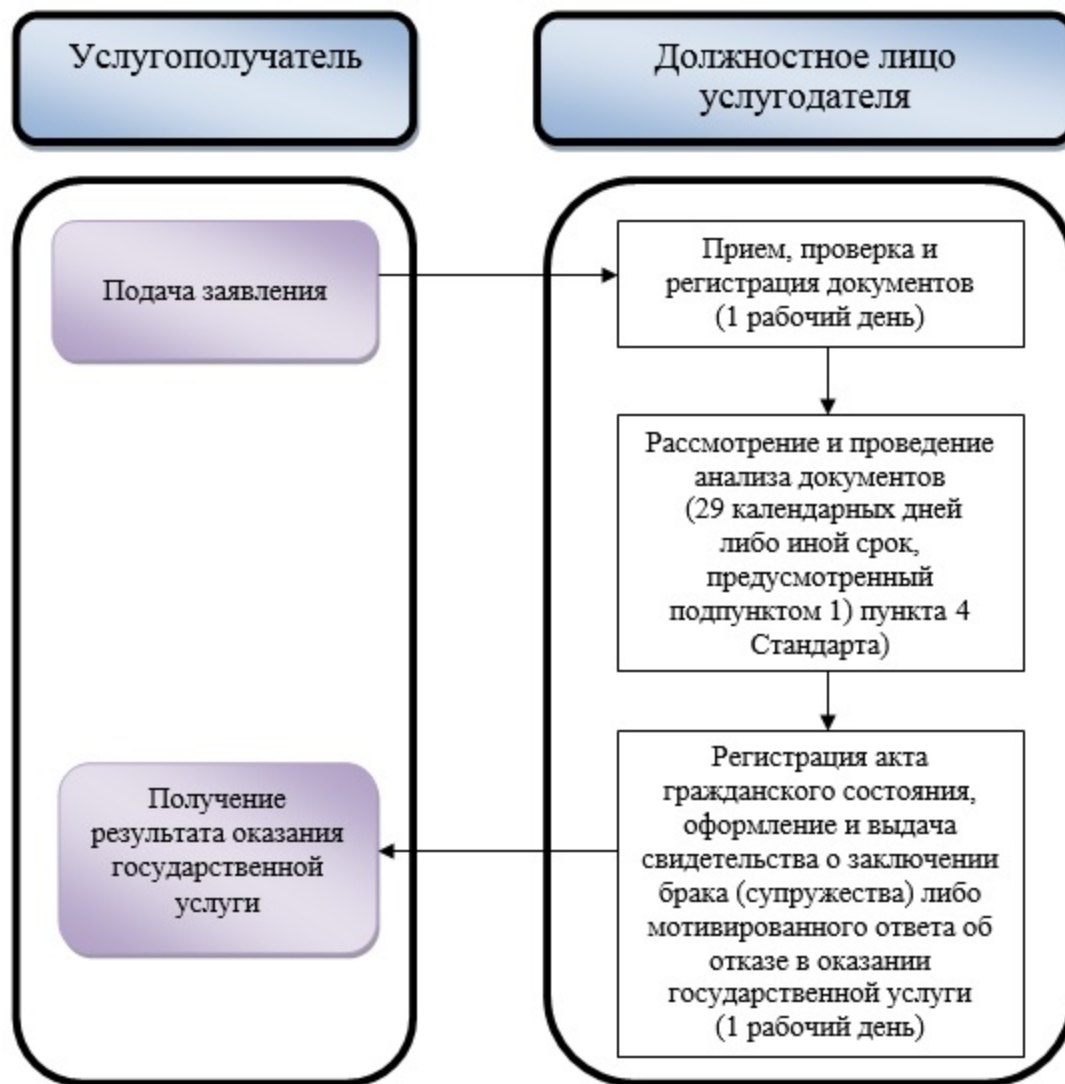 Услугополучатель
Должностное лицо
услугодателя
Подача заявления
Прием, проверка и
регистрация документов
(1 рабочий день)
Рассмотрение и проведение
анализа документов
(29 календарных дней
либо иной срок,
предусмотренный
подпунктом 1) пункта 4
Стандарта)
Регистрация акта
гражданского состояния,
оформление и выдача
свидетельства о заключении
брака (супружества) либо
мотивированного ответа об
отказе в оказании
государственной услуги
(1 рабочий день)
Получение
результата оказания
государственной
услуги